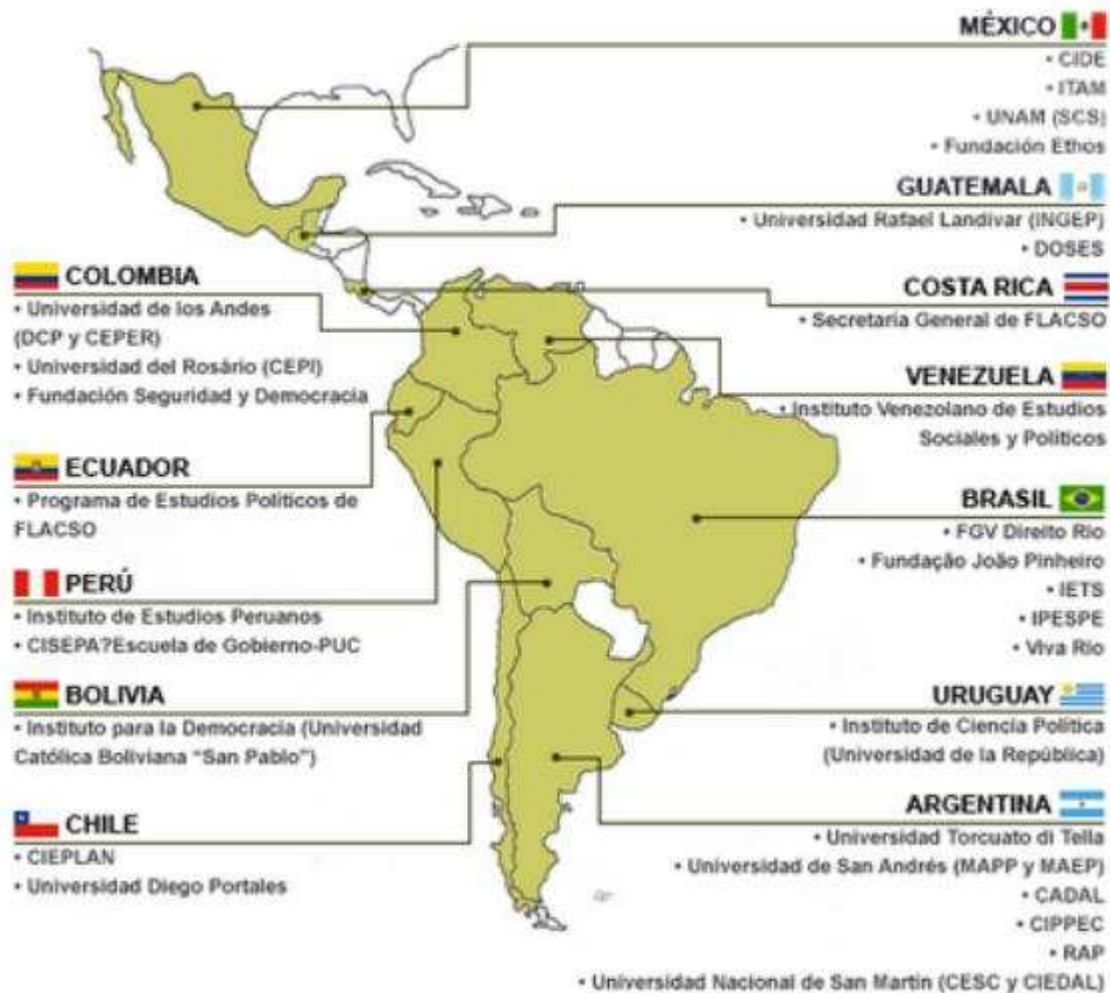 MÉXICO
• CIDE
• ITAM
• UNAM (SCS)
• Fundación Ethos
GUATEMALA
• Universidad Rafael Landívar (INGEP)
• DOSES
COSTA RICA
• Secretaria General de FLACSO
VENEZUELA
• Instituto Venezolano de Estudios
Sociales y Políticos
BRASIL
• FGV Direito Rio
• Fundação João Pinheiro
• IETS
• IPESPE
• Viva Rio
URUGUAY
• Instituto de Ciencia Política
(Universidad de la República)
ARGENTINA
• Universidad Torcuato di Tella
• Universidad de San Andrés (MAPP y MAEP)
• CADAL
• CIPPEC
• RAP
• Universidad Nacional de San Martin (CESC y CIEDAL)
COLOMBIA
• Universidad de los Andes
(DCP y CEPER)
• Universidad del Rosário (CEPI)
• Fundación Seguridad y Democracia
ECUADOR
• Programa de Estudios Políticos de
FLACSO
PERÚ
• Instituto de Estudios Peruanos
• CISEPA?Escuela de Gobierno-PUC
BOLIVIA
• Instituto para la Democracia (Universidad
Católica Boliviana “San Pablo”)
CHILE
• CIEPLAN
• Universidad Diego Portales